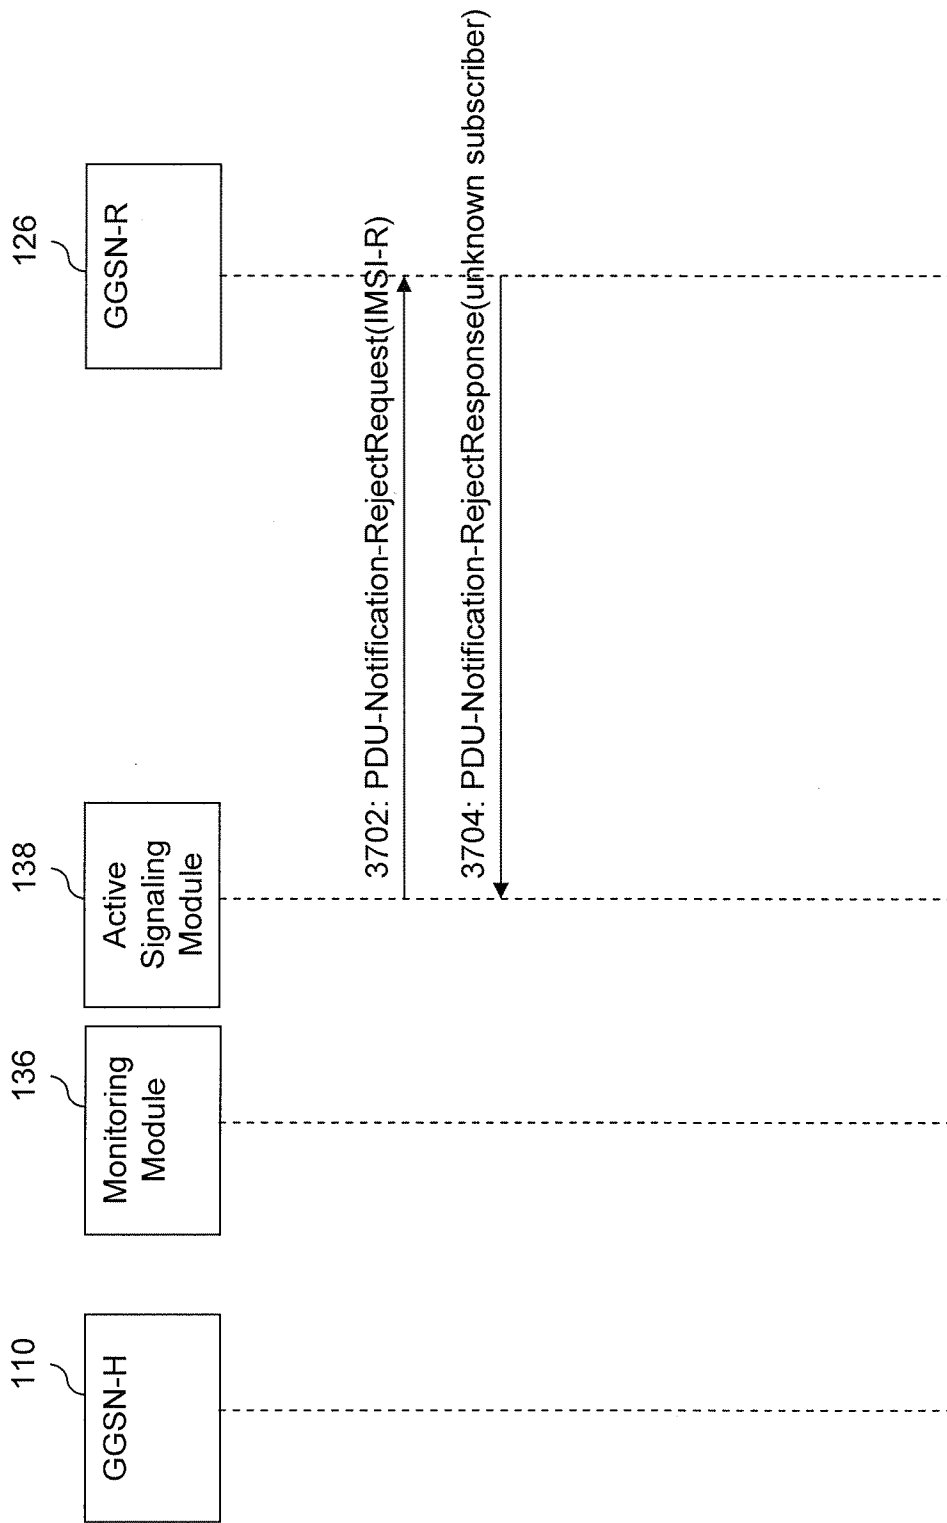 110
GGSN-H
136
Monitoring
Module
138
Active
Signaling
Module
126
GGSN-R
3702: PDU-Notification-RejectRequest(IMSI-R)
3704: PDU-Notification-RejectResponse(unknown subscriber)